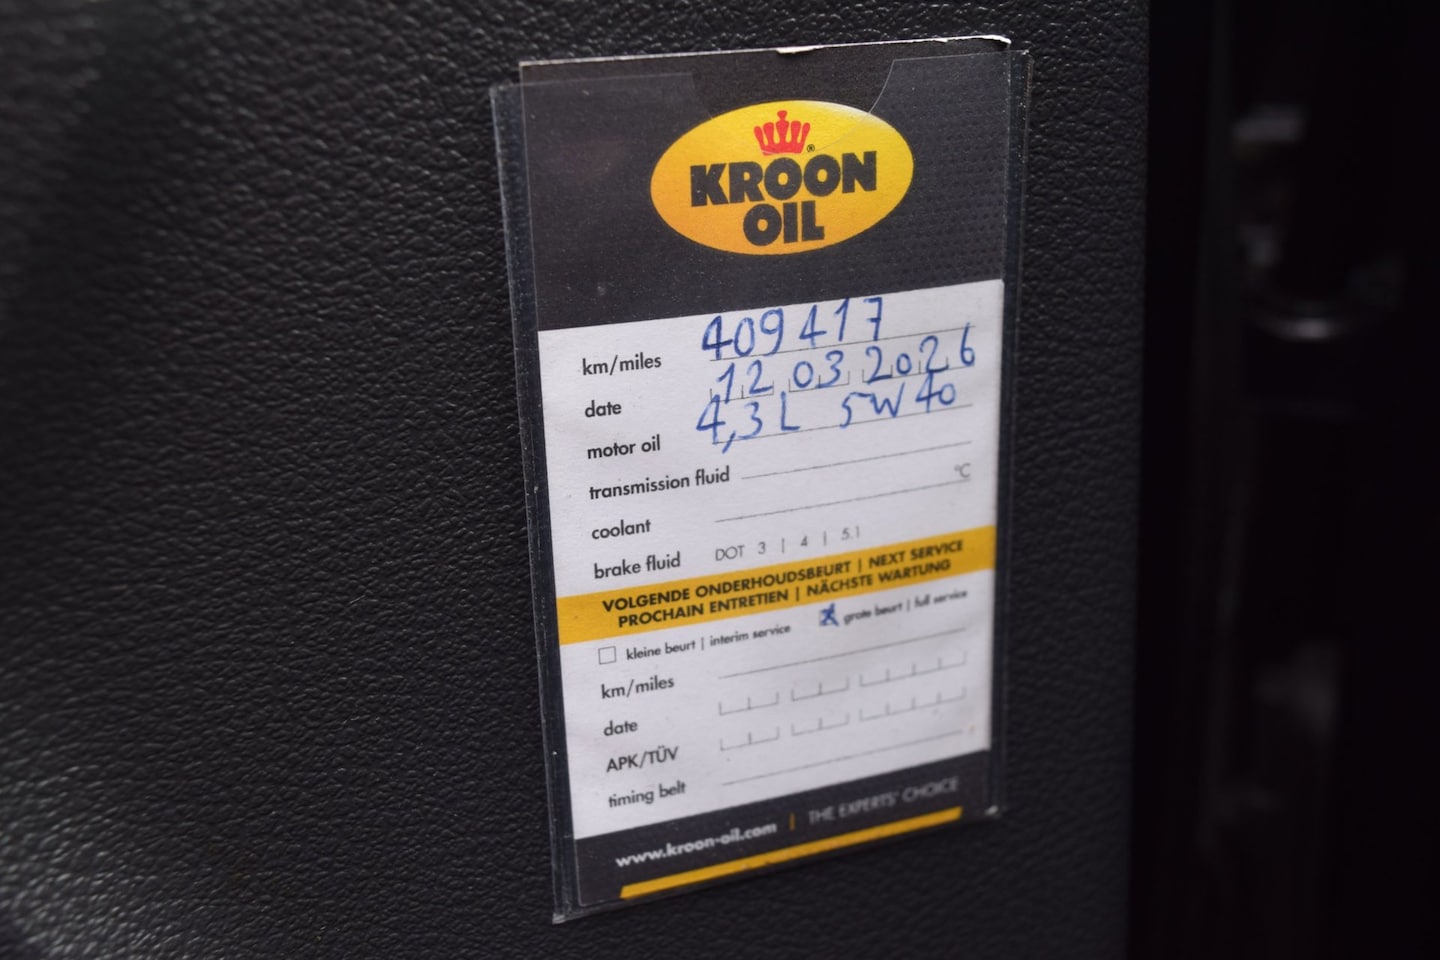 KROON
OIL
km/miles 409417
date 12 03 2026
motor oil 4,3L 5W40
transmission fluid
coolant °C
brake fluid DOT 3 | 4 | 5.1
VOLGENDE ONDERHOUDSBEURT | NEXT SERVICE
PROCHAIN ENTRETIEN | NÄCHSTE WARTUNG
kleine beurt | interim service X grote beurt | full service
km/miles
date
APK/TÜV
timing belt
www.kroon-oil.com | THE EXPERTS' CHOICE